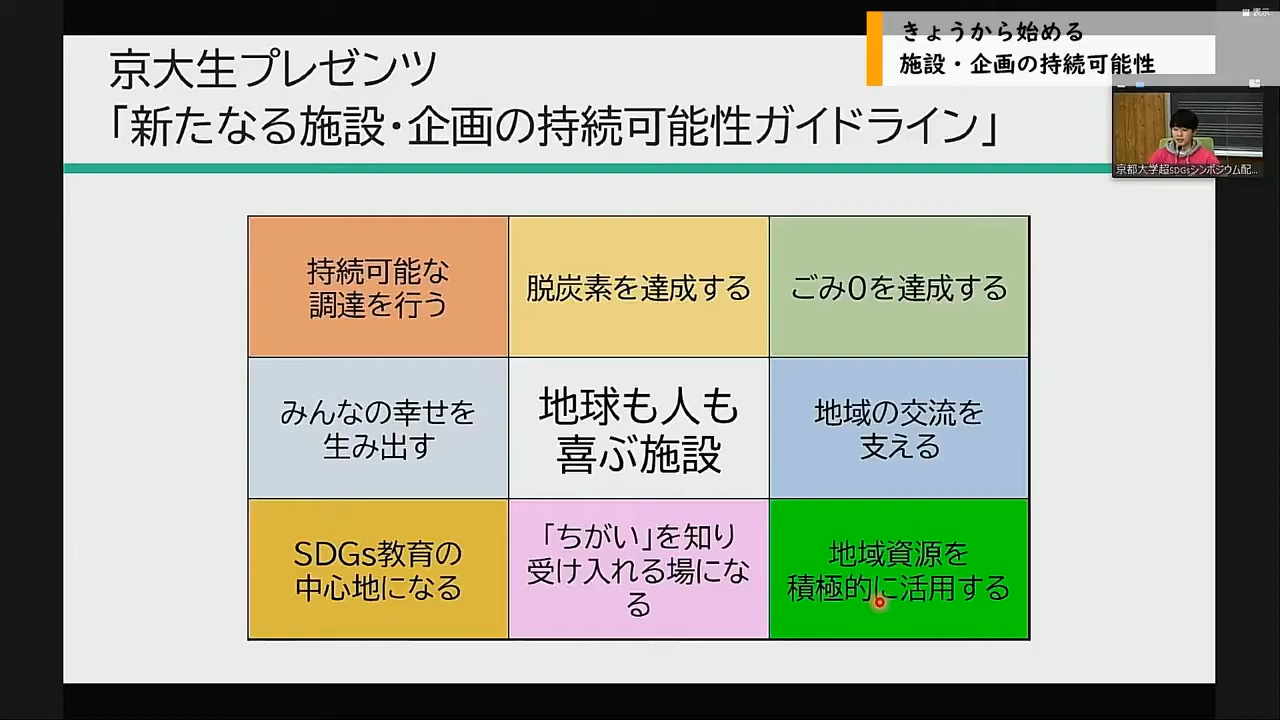 表示
きょうから始める
施設・企画の持続可能性
京大生プレゼンツ
「新たなる施設・企画の持続可能性ガイドライン」
京都大学超SDGsシンポジウム配...
持続可能な
調達を行う
脱炭素を達成する
ごみ0を達成する
みんなの幸せを
生み出す
地球も人も
喜ぶ施設
地域の交流を
支える
SDGs教育の
中心地になる
「ちがい」を知り
受け入れる場にな
る
地域資源を
積極的に活用する